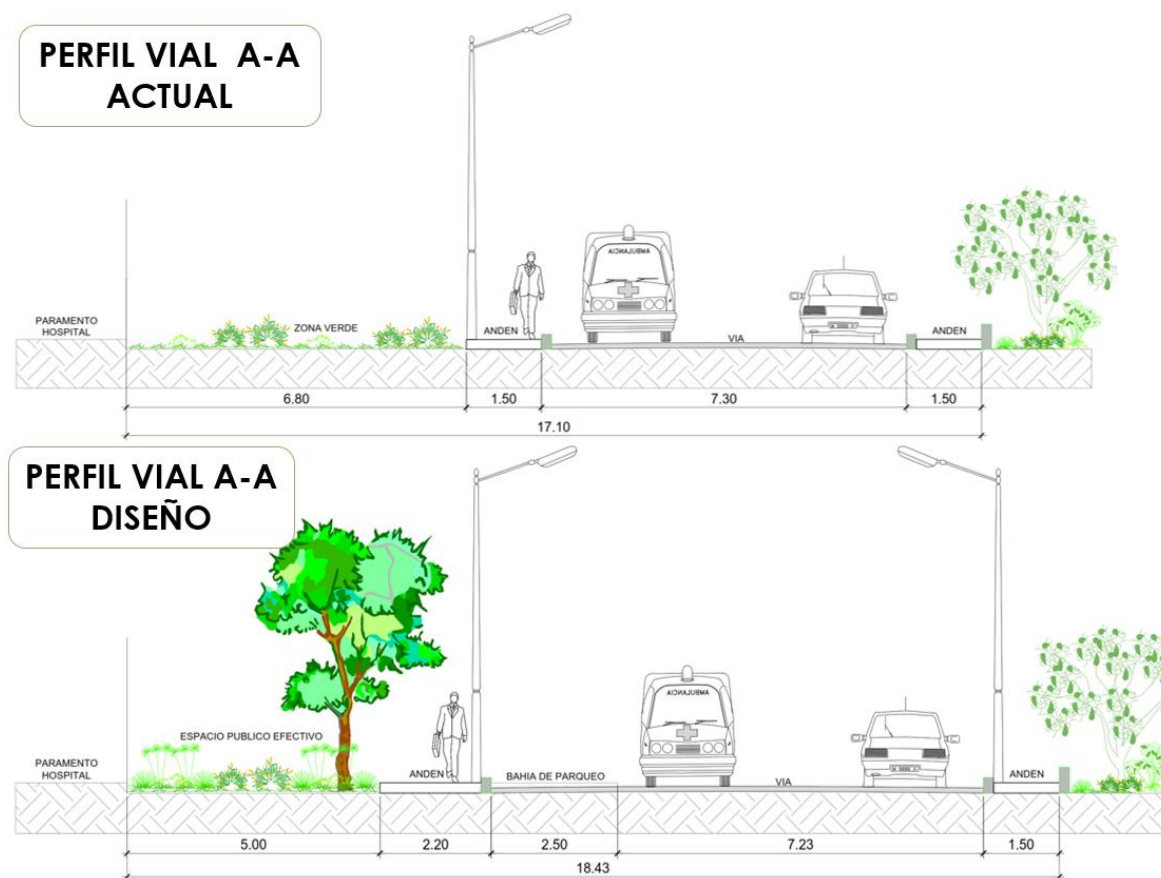 PERFIL VIAL A-A
ACTUAL
AMBULANCIA
PARAMENTO
HOSPITAL
ZONA VERDE
ANDEN
VIA
ANDEN
6.80
1.50
7.30
1.50
17.10
PERFIL VIAL A-A
DISEÑO
AMBULANCIA
ESPACIO PUBLICO EFECTIVO
PARAMENTO
HOSPITAL
ANDEN
BAHIA DE PARQUEO
VIA
ANDEN
5.00
2.20
2.50
7.23
1.50
18.43